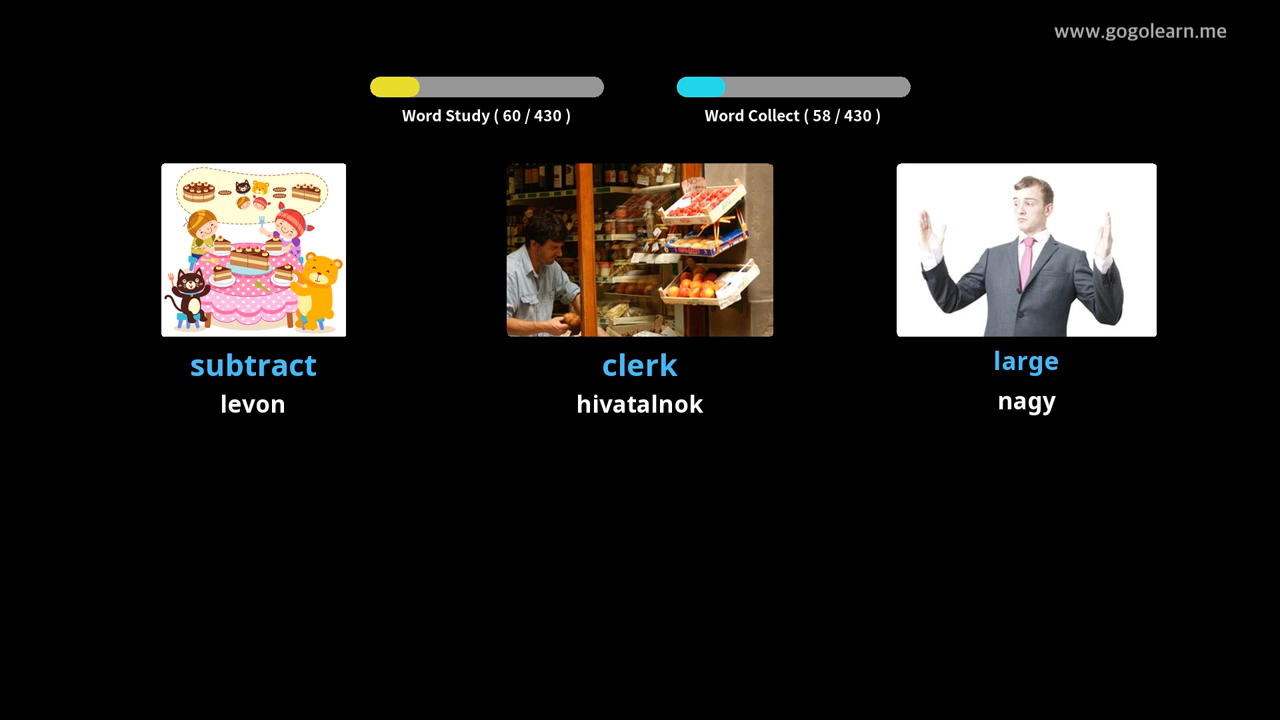 www.gogolearn.me
Word Study ( 60 / 430 )
Word Collect ( 58 / 430 )
subtract
levon
clerk
hivatalnok
large
nagy